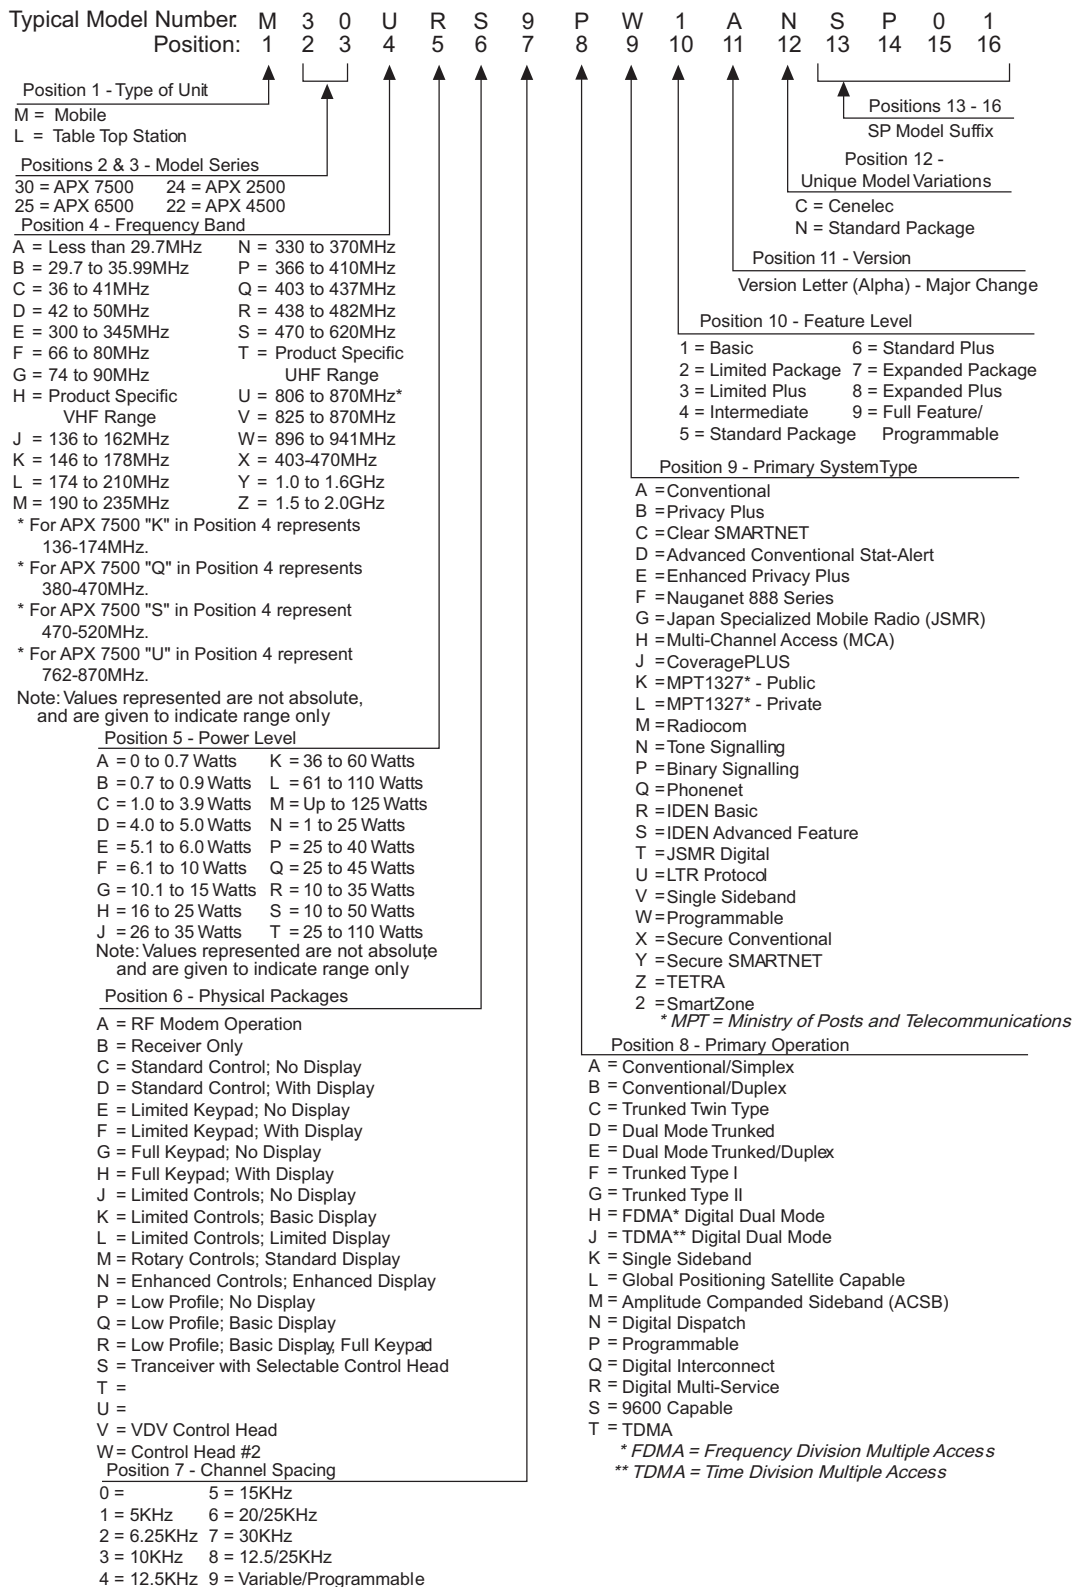 Typical Model Number: M 3 0 U R S 9 P W 1 A N S P 0 1
Position: 1 2 3 4 5 6 7 8 9 10 11 12 13 14 15 16
Position 1 - Type of Unit
M = Mobile
L = Table Top Station
Positions 2 & 3 - Model Series
30 = APX 7500 24 = APX 2500
25 = APX 6500 22 = APX 4500
Position 4 - Frequency Band
A = Less than 29.7MHz N = 330 to 370MHz
B = 29.7 to 35.99MHz P = 366 to 410MHz
C = 36 to 41MHz Q = 403 to 437MHz
D = 42 to 50MHz R = 438 to 482MHz
E = 300 to 345MHz S = 470 to 620MHz
F = 66 to 80MHz T = Product Specific
G = 74 to 90MHz UHF Range
H = Product Specific U = 806 to 870MHz*
VHF Range V = 825 to 870MHz
J = 136 to 162MHz W = 896 to 941MHz
K = 146 to 178MHz X = 403-470MHz
L = 174 to 210MHz Y = 1.0 to 1.6GHz
M = 190 to 235MHz Z = 1.5 to 2.0GHz
* For APX 7500 "K" in Position 4 represents
136-174MHz.
* For APX 7500 "Q" in Position 4 represents
380-470MHz.
* For APX 7500 "S" in Position 4 represent
470-520MHz.
* For APX 7500 "U" in Position 4 represent
762-870MHz.
Note: Values represented are not absolute,
and are given to indicate range only
Position 5 - Power Level
A = 0 to 0.7 Watts K = 36 to 60 Watts
B = 0.7 to 0.9 Watts L = 61 to 110 Watts
C = 1.0 to 3.9 Watts M = Up to 125 Watts
D = 4.0 to 5.0 Watts N = 1 to 25 Watts
E = 5.1 to 6.0 Watts P = 25 to 40 Watts
F = 6.1 to 10 Watts Q = 25 to 45 Watts
G = 10.1 to 15 Watts R = 10 to 35 Watts
H = 16 to 25 Watts S = 10 to 50 Watts
J = 26 to 35 Watts T = 25 to 110 Watts
Note: Values represented are not absolute,
and are given to indicate range only
Position 6 - Physical Packages
A = RF Modem Operation
B = Receiver Only
C = Standard Control; No Display
D = Standard Control; With Display
E = Limited Keypad; No Display
F = Limited Keypad; With Display
G = Full Keypad; No Display
H = Full Keypad; With Display
J = Limited Controls; No Display
K = Limited Controls; Basic Display
L = Limited Controls; Limited Display
M = Rotary Controls; Standard Display
N = Enhanced Controls; Enhanced Display
P = Low Profile; No Display
Q = Low Profile; Basic Display
R = Low Profile; Basic Display, Full Keypad
S = Tranceiver with Selectable Control Head
T =
U =
V = VDV Control Head
W = Control Head #2
Position 7 - Channel Spacing
0 = 5 = 15KHz
1 = 5KHz 6 = 20/25KHz
2 = 6.25KHz 7 = 30KHz
3 = 10KHz 8 = 12.5/25KHz
4 = 12.5KHz 9 = Variable/Programmable
Positions 13 - 16
SP Model Suffix
Position 12 -
Unique Model Variations
C = Cenelec
N = Standard Package
Position 11 - Version
Version Letter (Alpha) - Major Change
Position 10 - Feature Level
1 = Basic 6 = Standard Plus
2 = Limited Package 7 = Expanded Package
3 = Limited Plus 8 = Expanded Plus
4 = Intermediate 9 = Full Feature/
5 = Standard Package Programmable
Position 9 - Primary System Type
A = Conventional
B = Privacy Plus
C = Clear SMARTNET
D = Advanced Conventional Stat-Alert
E = Enhanced Privacy Plus
F = Nauganet 888 Series
G = Japan Specialized Mobile Radio (JSMR)
H = Multi-Channel Access (MCA)
J = CoveragePLUS
K = MPT1327* - Public
L = MPT1327* - Private
M = Radiocom
N = Tone Signalling
P = Binary Signalling
Q = Phonenet
R = IDEN Basic
S = IDEN Advanced Feature
T = JSMR Digital
U = LTR Protocol
V = Single Sideband
W = Programmable
X = Secure Conventional
Y = Secure SMARTNET
Z = TETRA
2 = SmartZone
* MPT = Ministry of Posts and Telecommunications
Position 8 - Primary Operation
A = Conventional/Simplex
B = Conventional/Duplex
C = Trunked Twin Type
D = Dual Mode Trunked
E = Dual Mode Trunked/Duplex
F = Trunked Type I
G = Trunked Type II
H = FDMA* Digital Dual Mode
J = TDMA** Digital Dual Mode
K = Single Sideband
L = Global Positioning Satellite Capable
M = Amplitude Companded Sideband (ACSB)
N = Digital Dispatch
P = Programmable
Q = Digital Interconnect
R = Digital Multi-Service
S = 9600 Capable
T = TDMA
* FDMA = Frequency Division Multiple Access
** TDMA = Time Division Multiple Access